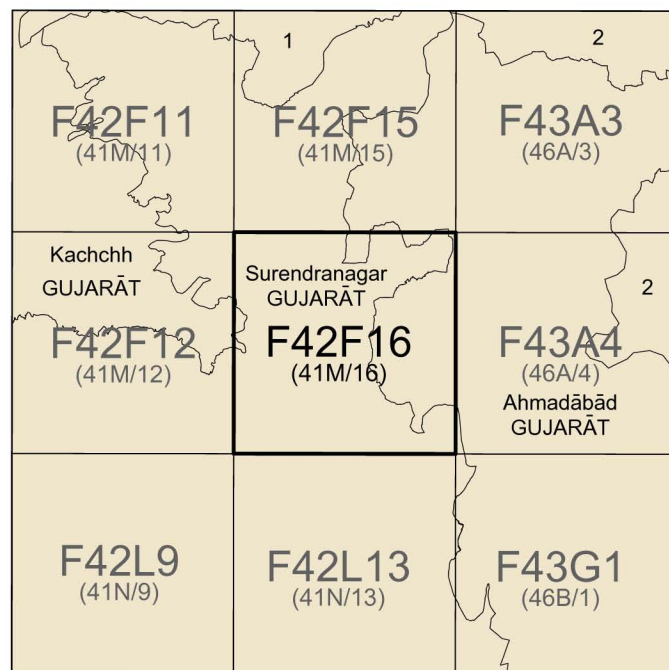 1
2
F42F11
(41M/11)
F42F15
(41M/15)
F43A3
(46A/3)
Kachchh
GUJARĀT
F42F12
(41M/12)
Surendranagar
GUJARĀT
F42F16
(41M/16)
2
F43A4
(46A/4)
Ahmadābād
GUJARĀT
F42L9
(41N/9)
F42L13
(41N/13)
F43G1
(46B/1)